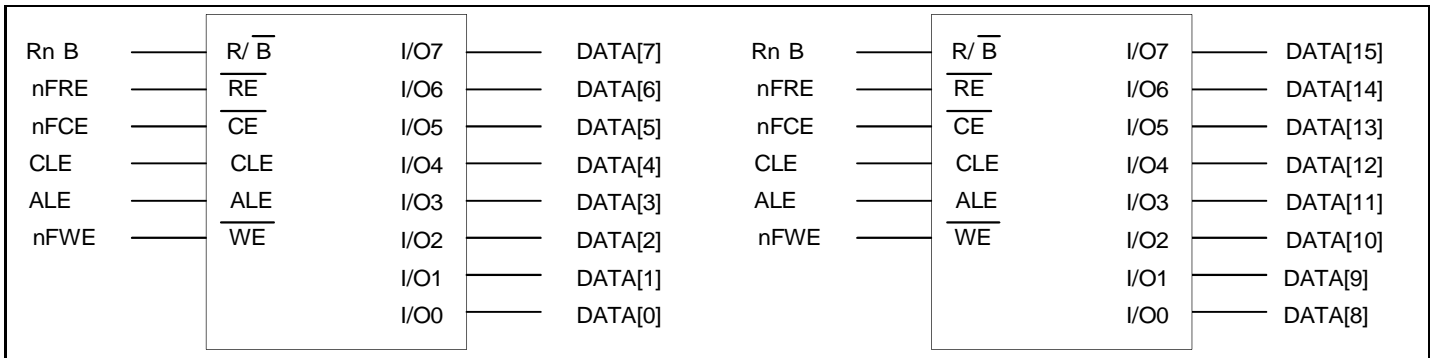 Rn B R/B I/O7 DATA[7] Rn B R/B I/O7 DATA[15]
nFRE RE I/O6 DATA[6] nFRE RE I/O6 DATA[14]
nFCE CE I/O5 DATA[5] nFCE CE I/O5 DATA[13]
CLE CLE I/O4 DATA[4] CLE CLE I/O4 DATA[12]
ALE ALE I/O3 DATA[3] ALE ALE I/O3 DATA[11]
nFWE WE I/O2 DATA[2] nFWE WE I/O2 DATA[10]
I/O1 DATA[1] I/O1 DATA[9]
I/O0 DATA[0] I/O0 DATA[8]